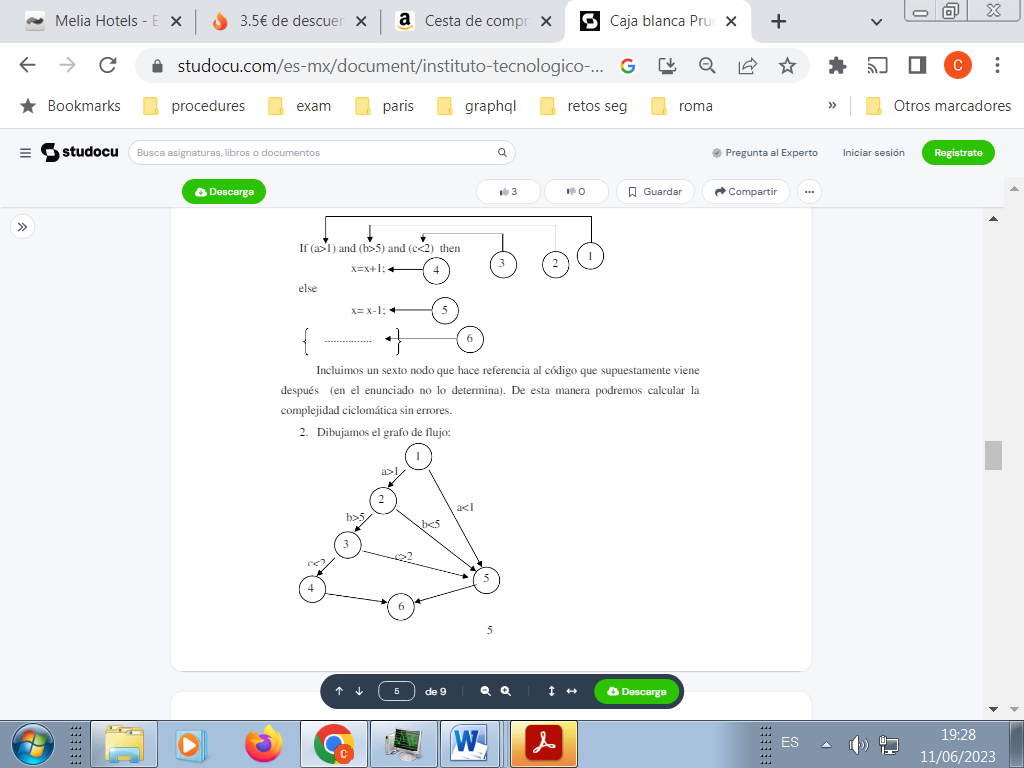 Melia Hotels - E
3.5€ de descuen
Cesta de compr
Caja blanca Pru
studocu.com/es-mx/document/instituto-tecnologico-...
C
Bookmarks procedures exam paris graphql retos seg roma » Otros marcadores
studocu
Busca asignaturas, libros o documentos
Pregunta al Experto
Iniciar sesión
Regístrate
Descarga
3
0
Guardar
Compartir
...
If (a>1) and (b>5) and (c<2) then
3 2 1
x=x+1; 4
else
x= x-1; 5
{ ................ } 6
Incluimos un sexto nodo que hace referencia al código que supuestamente viene
después (en el enunciado no lo determina). De esta manera podremos calcular la
complejidad ciclomática sin errores.
2. Dibujamos el grafo de flujo:
1
a>1
2
a<1
b>5
b<5
3
c>2
c<2
4
5
6
5
5 de 9
Descarga
ES
19:28
11/06/2023